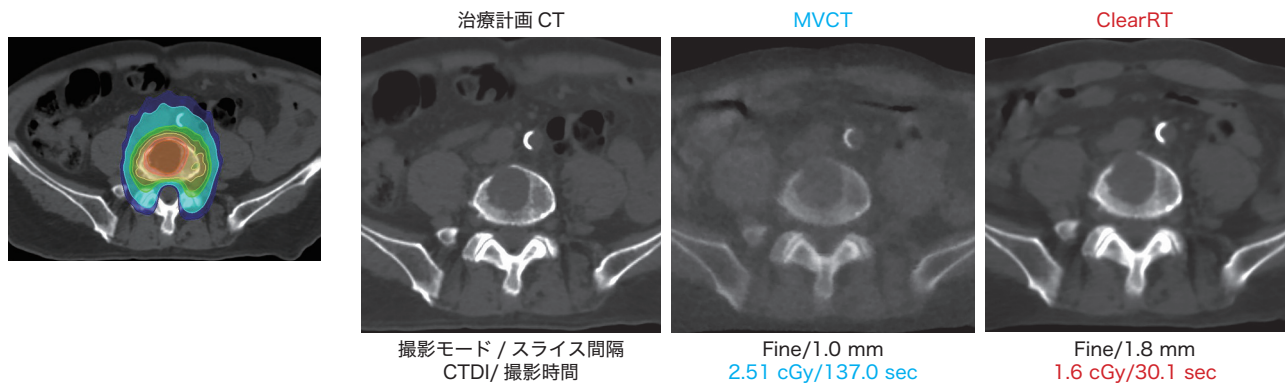 治療計画 CT
MVCT
ClearRT
撮影モード / スライス間隔
CTDI/ 撮影時間
Fine/1.0 mm
2.51 cGy/137.0 sec
Fine/1.8 mm
1.6 cGy/30.1 sec